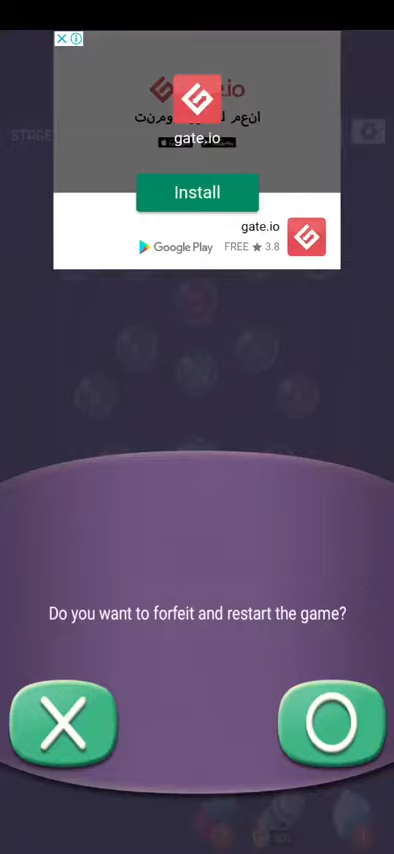 STAGE
gate.io
Install
gate.io
Google Play FREE ★ 3.8
Do you want to forfeit and restart the game?
X O